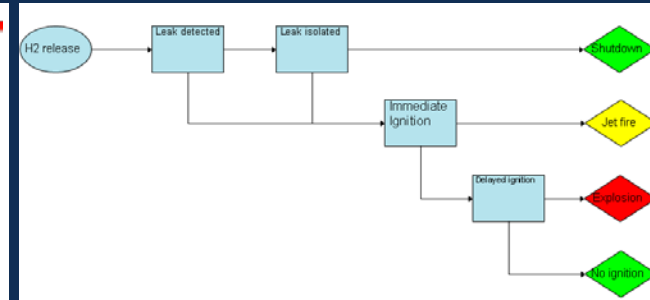 H2 release
Leak detected
Leak isolated
Shutdown
Immediate
Ignition
Jet fire
Delayed ignition
Explosion
No ignition